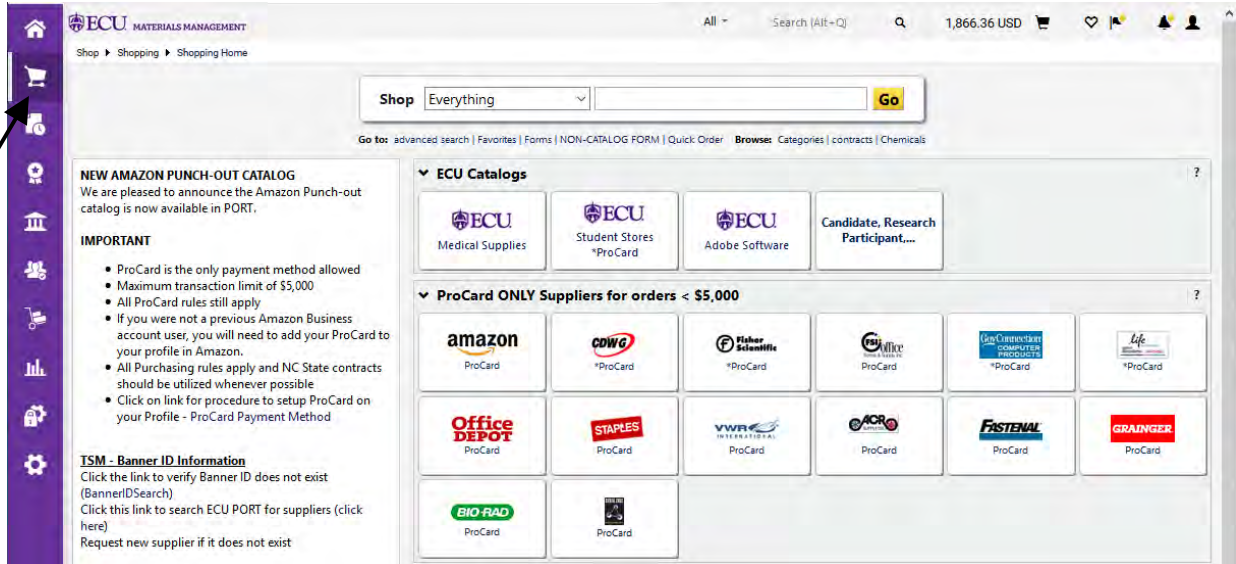 ECU MATERIALS MANAGEMENT
All
Search (Alt+Q)
1,866.36 USD
Shop Shopping Shopping Home
Shop Everything Go
Go to: advanced search | Favorites | Forms | NON-CATALOG FORM | Quick Order Browse: Categories | contracts | Chemicals
NEW AMAZON PUNCH-OUT CATALOG
We are pleased to announce the Amazon Punch-out
catalog is now available in PORT.
IMPORTANT
• ProCard is the only payment method allowed
• Maximum transaction limit of $5,000
• All ProCard rules still apply
• If you were not a previous Amazon Business
account user, you will need to add your ProCard to
your profile in Amazon.
• All Purchasing rules apply and NC State contracts
should be utilized whenever possible
• Click on link for procedure to setup ProCard on
your Profile - ProCard Payment Method
TSM - Banner ID Information
Click the link to verify Banner ID does not exist
(BannerIDSearch)
Click this link to search ECU PORT for suppliers (click
here)
Request new supplier if it does not exist
ECU Catalogs ?
ECU
Medical Supplies
ECU
Student Stores
*ProCard
ECU
Adobe Software
Candidate, Research
Participant,...
ProCard ONLY Suppliers for orders < $5,000 ?
amazon
ProCard
CDWG
*ProCard
Fisher
Scientific
*ProCard
FSI office
ProCard
GovConnection
COMPUTER
PRODUCTS
*ProCard
life
*ProCard
Office
DEPOT
ProCard
STAPLES
ProCard
VWR
INTERNATIONAL
ProCard
ACR
ProCard
FASTENAL
ProCard
GRAINGER
ProCard
BIO-RAD
ProCard
ProCard